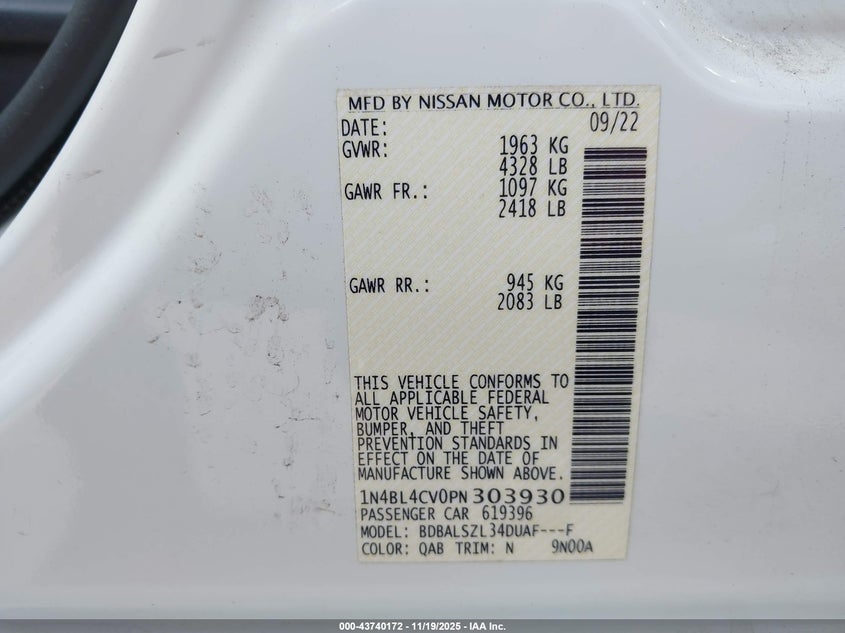 MFD BY NISSAN MOTOR CO., LTD.
DATE: 09/22
GVWR: 1963 KG
4328 LB
GAWR FR.: 1097 KG
2418 LB
GAWR RR.: 945 KG
2083 LB
THIS VEHICLE CONFORMS TO
ALL APPLICABLE FEDERAL
MOTOR VEHICLE SAFETY,
BUMPER, AND THEFT
PREVENTION STANDARDS IN
EFFECT ON THE DATE OF
MANUFACTURE SHOWN ABOVE.
1N4BL4CV0PN303930
PASSENGER CAR 619396
MODEL: BDBALSZL34DUAF---F
COLOR: QAB TRIM: N 9N00A
000-43740172 - 11/19/2025 - IAA Inc.